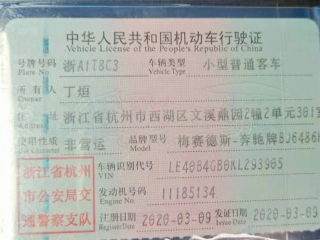 中华人民共和国机动车行驶证
Vehicle License of the People's Republic of China
号牌号码 浙A1T8C3 车辆类型 小型普通客车
Plate No. Vehicle Type
所有人 丁烜
Owner
住址 浙江省杭州市西湖区文溪鼎园2幢2单元301室
使用性质 非营运 品牌型号 梅赛德斯-奔驰牌BJ6486
Use Character Model
浙江省杭州
市公安局交
通警察支队
车辆识别代号 LE40B4GB0KL293905
VIN
发动机号码 11185134
Engine No.
注册日期 2020-03-09 发证日期 2020-03-09
Register Date Issue Date